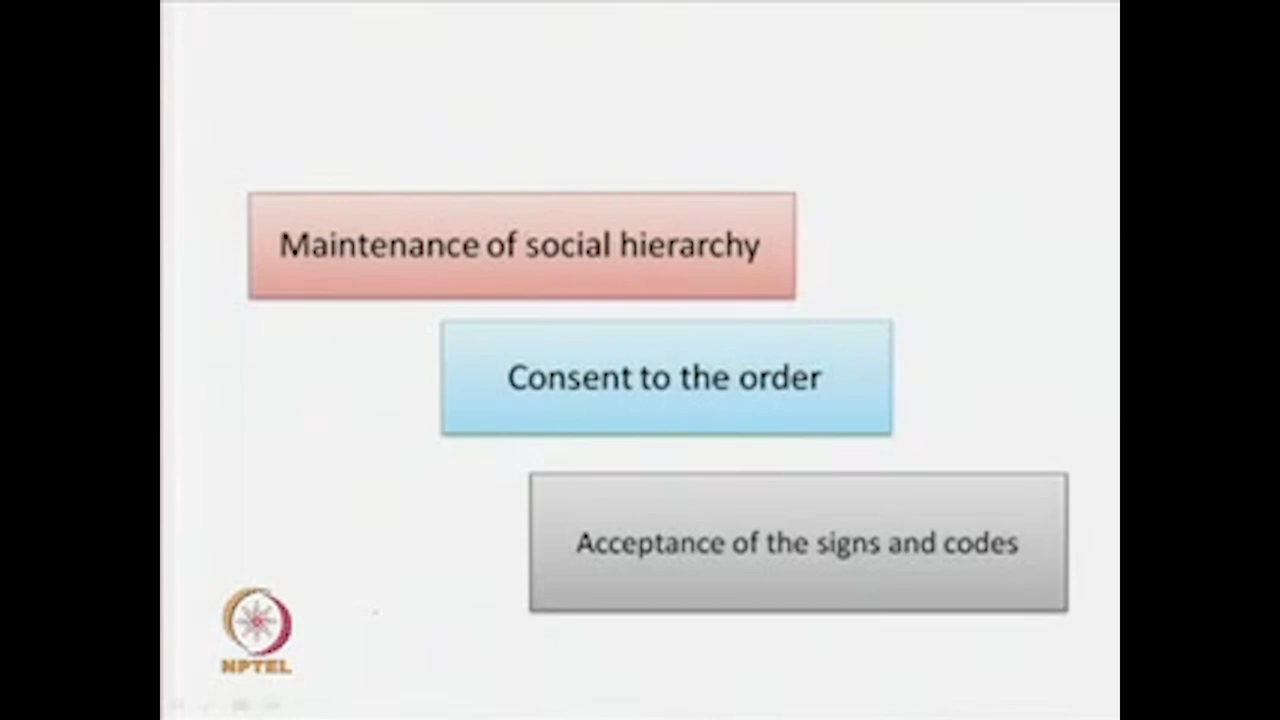 Maintenance of social hierarchy
Consent to the order
Acceptance of the signs and codes
NPTEL